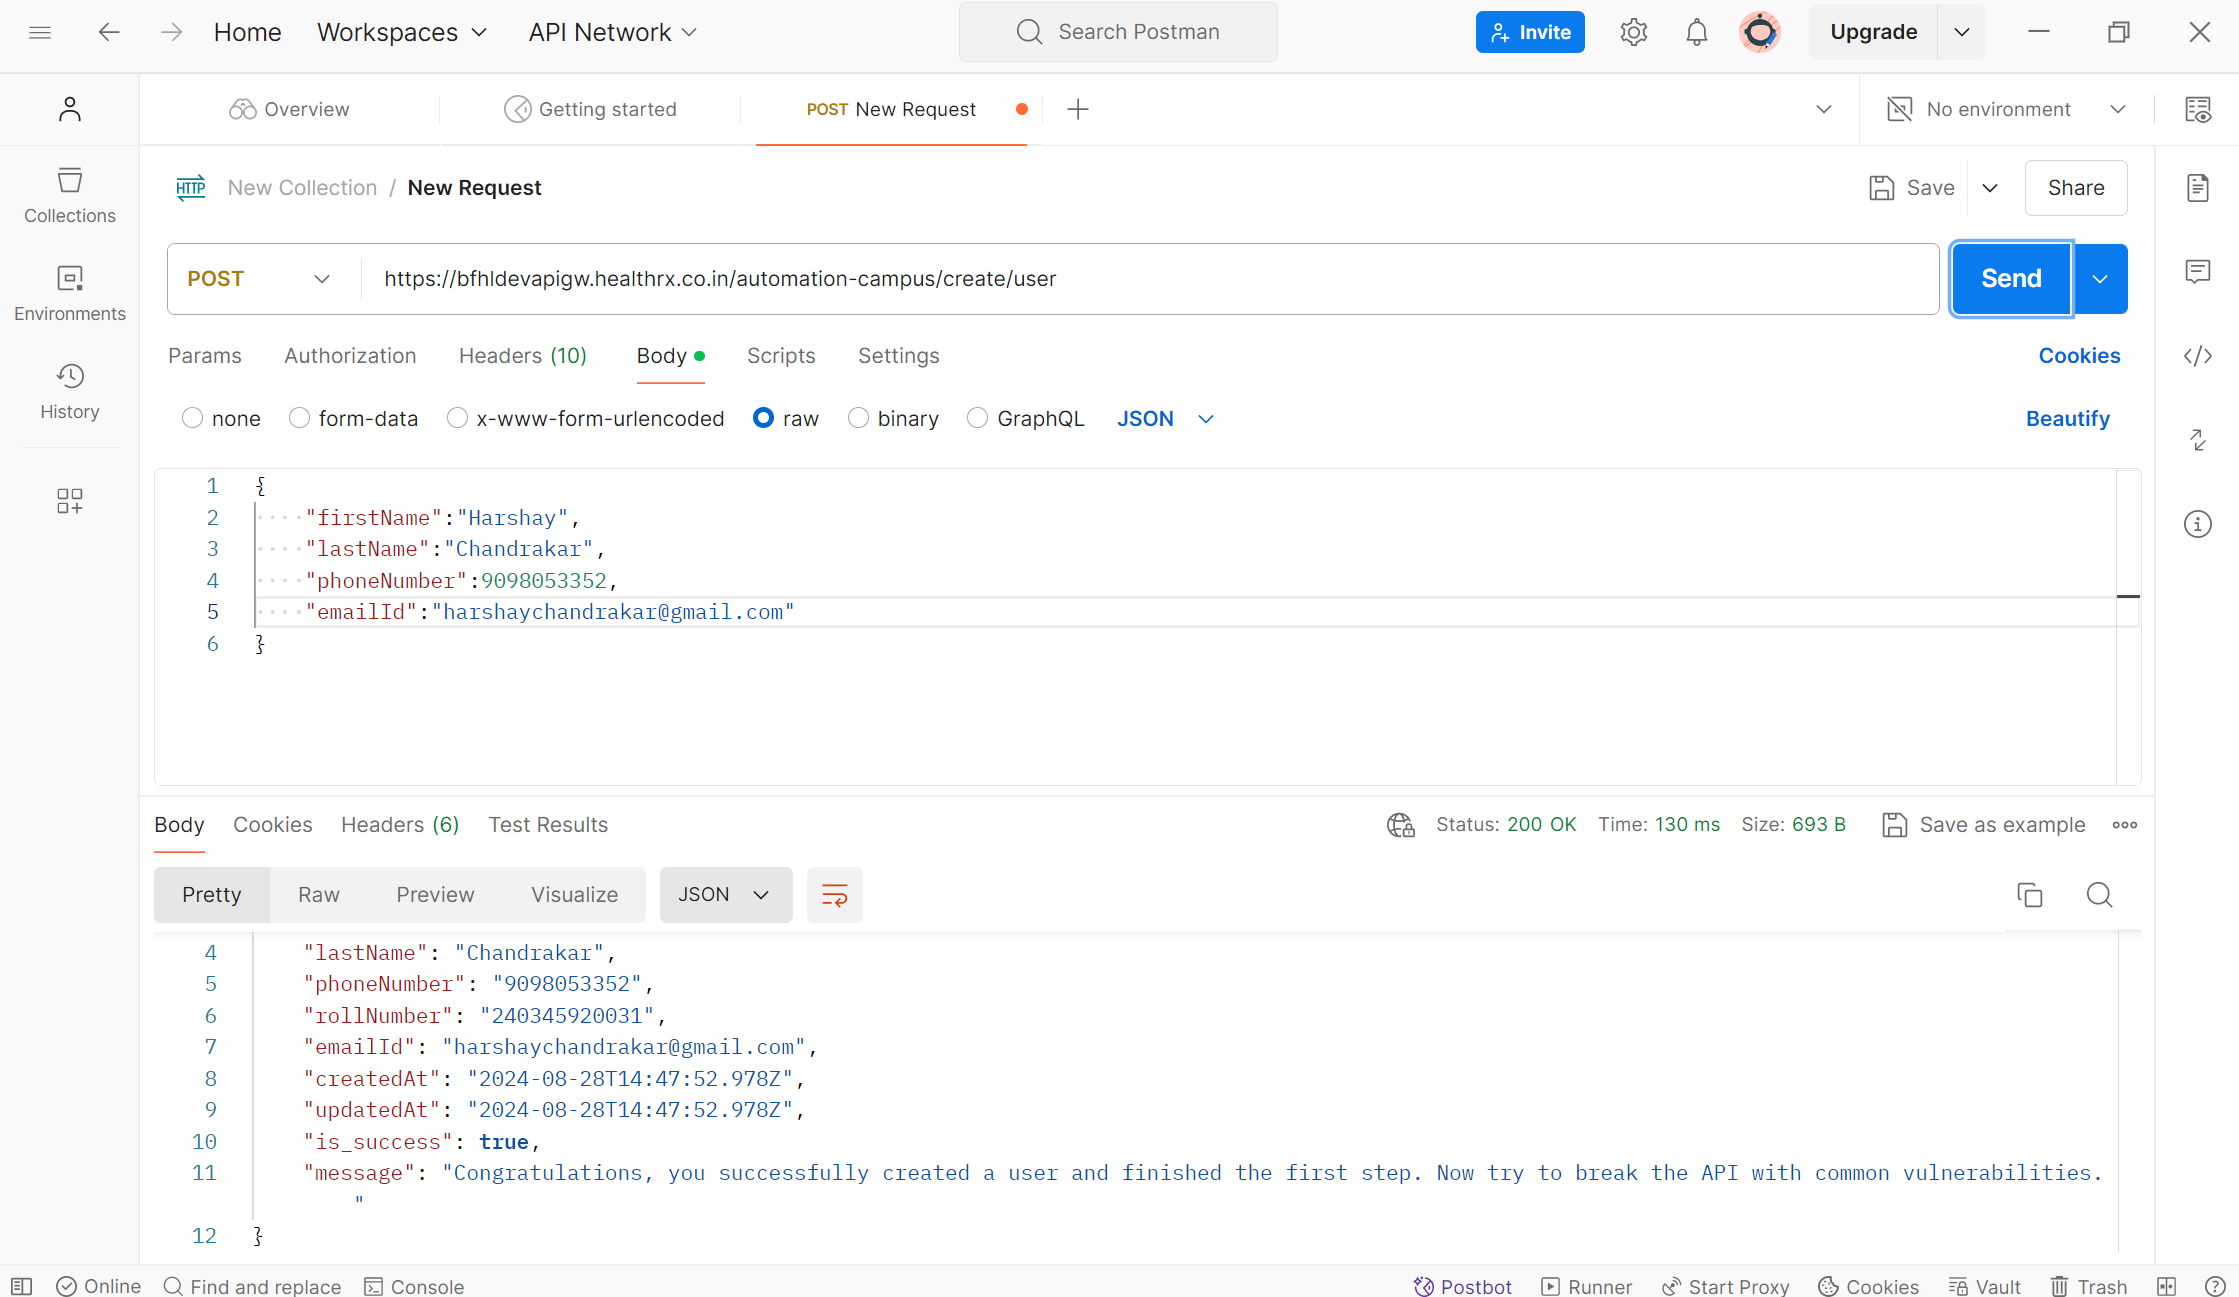 Home Workspaces API Network Search Postman Invite Upgrade
Overview Getting started POST New Request No environment
HTTP New Collection / New Request Save Share
Collections
POST https://bfhldevapigw.healthrx.co.in/automation-campus/create/user Send
Environments
Params Authorization Headers (10) Body Scripts Settings Cookies
History
none form-data x-www-form-urlencoded raw binary GraphQL JSON Beautify
1 {
2 "firstName":"Harshay",
3 "lastName":"Chandrakar",
4 "phoneNumber":9098053352,
5 "emailId":"harshaychandrakar@gmail.com"
6 }
Body Cookies Headers (6) Test Results Status: 200 OK Time: 130 ms Size: 693 B Save as example
Pretty Raw Preview Visualize JSON
4 "lastName": "Chandrakar",
5 "phoneNumber": "9098053352",
6 "rollNumber": "240345920031",
7 "emailId": "harshaychandrakar@gmail.com",
8 "createdAt": "2024-08-28T14:47:52.978Z",
9 "updatedAt": "2024-08-28T14:47:52.978Z",
10 "is_success": true,
11 "message": "Congratulations, you successfully created a user and finished the first step. Now try to break the API with common vulnerabilities.
"
12 }
Online Find and replace Console Postbot Runner Start Proxy Cookies Vault Trash